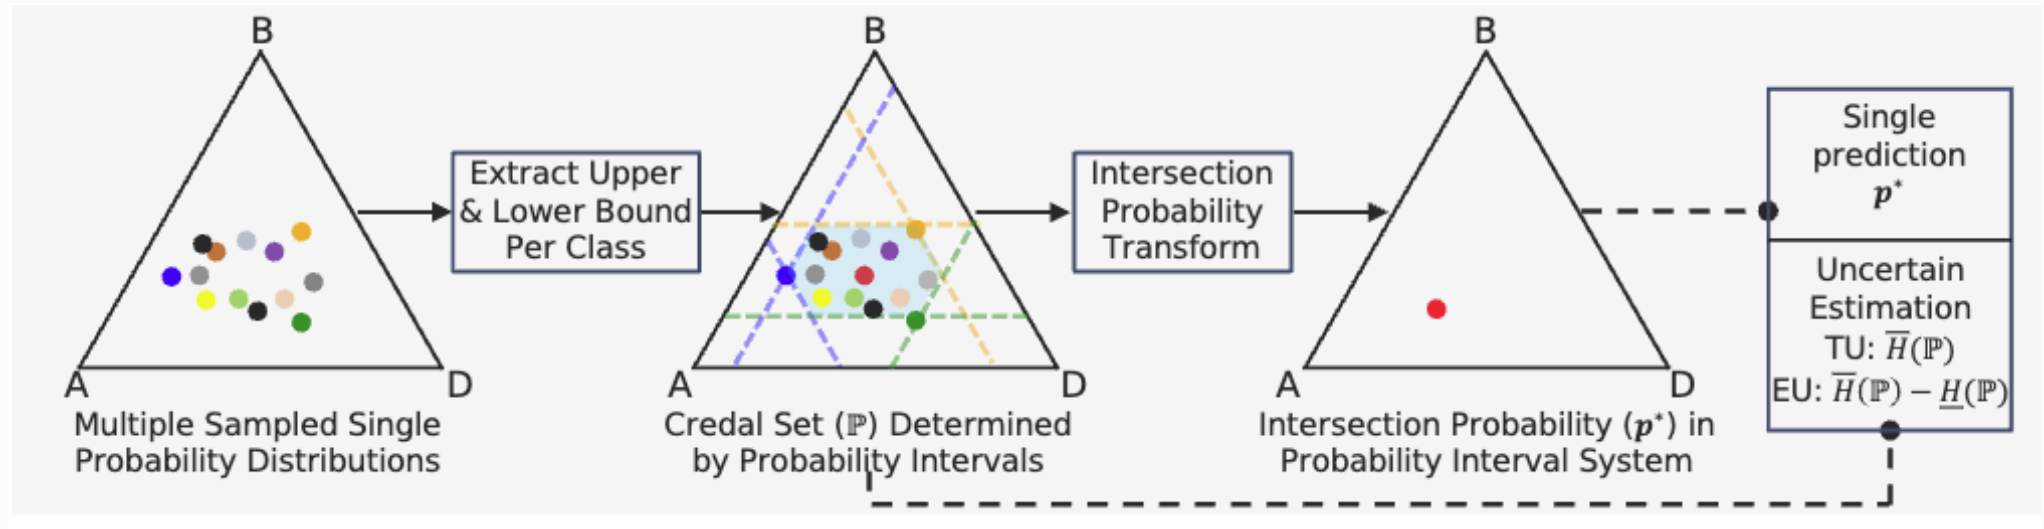 B
A
D
Multiple Sampled Single
Probability Distributions
Extract Upper
& Lower Bound
Per Class
B
A
D
Credal Set (ℙ) Determined
by Probability Intervals
Intersection
Probability
Transform
B
A
D
Intersection Probability (p*) in
Probability Interval System
Single
prediction
p*
Uncertain
Estimation
TU: H̅(ℙ)
EU: H̅(ℙ) − H̲(ℙ)